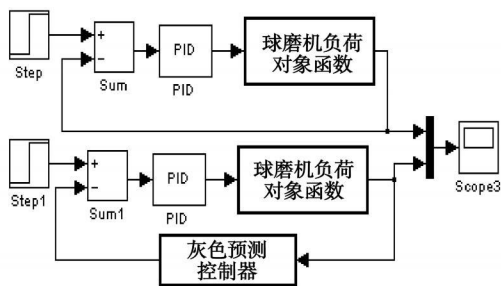 +
−
PID
球磨机负荷
对象函数
Step
Sum
PID
+
−
PID
球磨机负荷
对象函数
Scope3
Step1
Sum1
PID
灰色预测
控制器